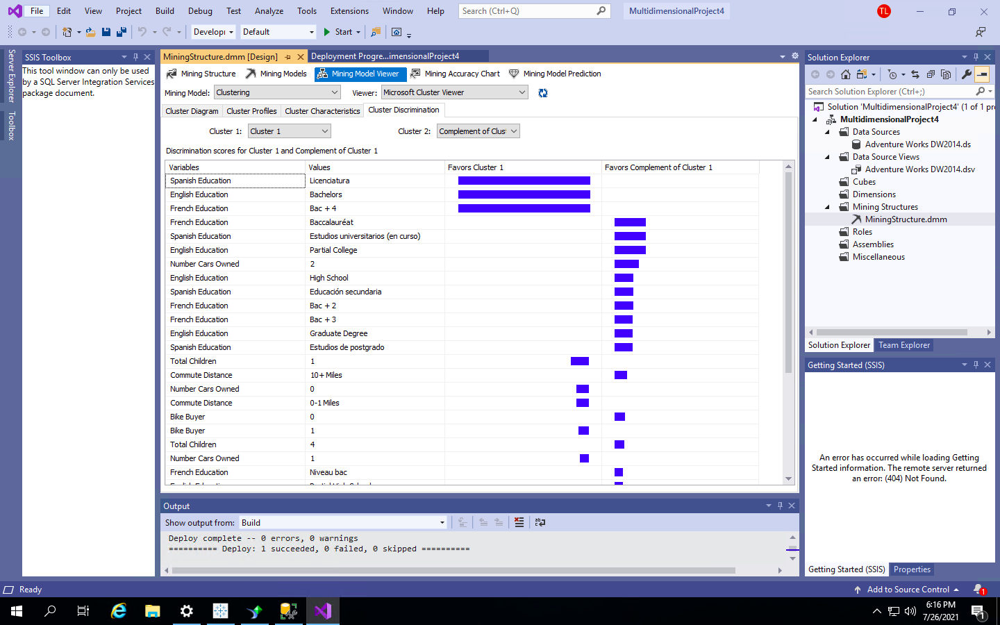 File Edit View Project Build Debug Test Analyze Tools Extensions Window Help Search (Ctrl+Q) MultidimensionalProject4 TL
Default Start
SSIS Toolbox
This tool window can only be used
by a SQL Server Integration Services
package document.
Server Explorer
Toolbox
MiningStructure.dmm [Design] Deployment Progre...imensionalProject4
Mining Structure Mining Models Mining Model Viewer Mining Accuracy Chart Mining Model Prediction
Mining Model: Clustering Viewer: Microsoft Cluster Viewer
Cluster Diagram Cluster Profiles Cluster Characteristics Cluster Discrimination
Cluster 1: Cluster 1 Cluster 2: Complement of
Discrimination scores for Cluster 1 and Complement of Cluster 1
Variables Values Favors Cluster 1 Favors Complement of Cluster 1
Spanish Education Licenciatura
English Education Bachelors
French Education Bac + 4
French Education Baccalauréat
Spanish Education Estudios universitarios (en curso)
English Education Partial College
Number Cars Owned 2
English Education High School
Spanish Education Educación secundaria
French Education Bac + 2
French Education Bac + 3
English Education Graduate Degree
Spanish Education Estudios de postgrado
Total Children 1
Commute Distance 10+ Miles
Number Cars Owned 0
Commute Distance 0-1 Miles
Bike Buyer 0
Bike Buyer 1
Total Children 4
Number Cars Owned 1
French Education Niveau bac
Output
Show output from: Build
Deploy complete -- 0 errors, 0 warnings
========== Deploy: 1 succeeded, 0 failed, 0 skipped ==========
Solution Explorer
Search Solution Explorer (Ctrl+;)
Solution 'MultidimensionalProject4' (1 of 1
MultidimensionalProject4
Data Sources
Adventure Works DW2014.ds
Data Source Views
Adventure Works DW2014.dsv
Cubes
Dimensions
Mining Structures
MiningStructure.dmm
Roles
Assemblies
Miscellaneous
Solution Explorer Team Explorer
Getting Started (SSIS)
An error has occurred while loading Getting
Started information. The remote server returned
an error: (404) Not Found.
Getting Started (SSIS) Properties
Ready Add to Source Control 1
6:16 PM
7/26/2021
1